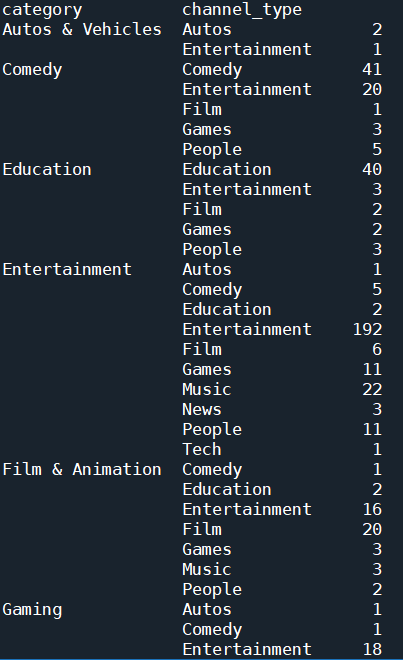 category            channel_type
Autos & Vehicles  Autos              2
                  Entertainment      1
Comedy            Comedy            41
                  Entertainment     20
                  Film               1
                  Games              3
                  People             5
Education         Education         40
                  Entertainment      3
                  Film               2
                  Games              2
                  People             3
Entertainment     Autos              1
                  Comedy             5
                  Education          2
                  Entertainment    192
                  Film               6
                  Games             11
                  Music             22
                  News               3
                  People            11
                  Tech               1
Film & Animation  Comedy             1
                  Education          2
                  Entertainment     16
                  Film              20
                  Games              3
                  Music              3
                  People             2
Gaming            Autos              1
                  Comedy             1
                  Entertainment     18